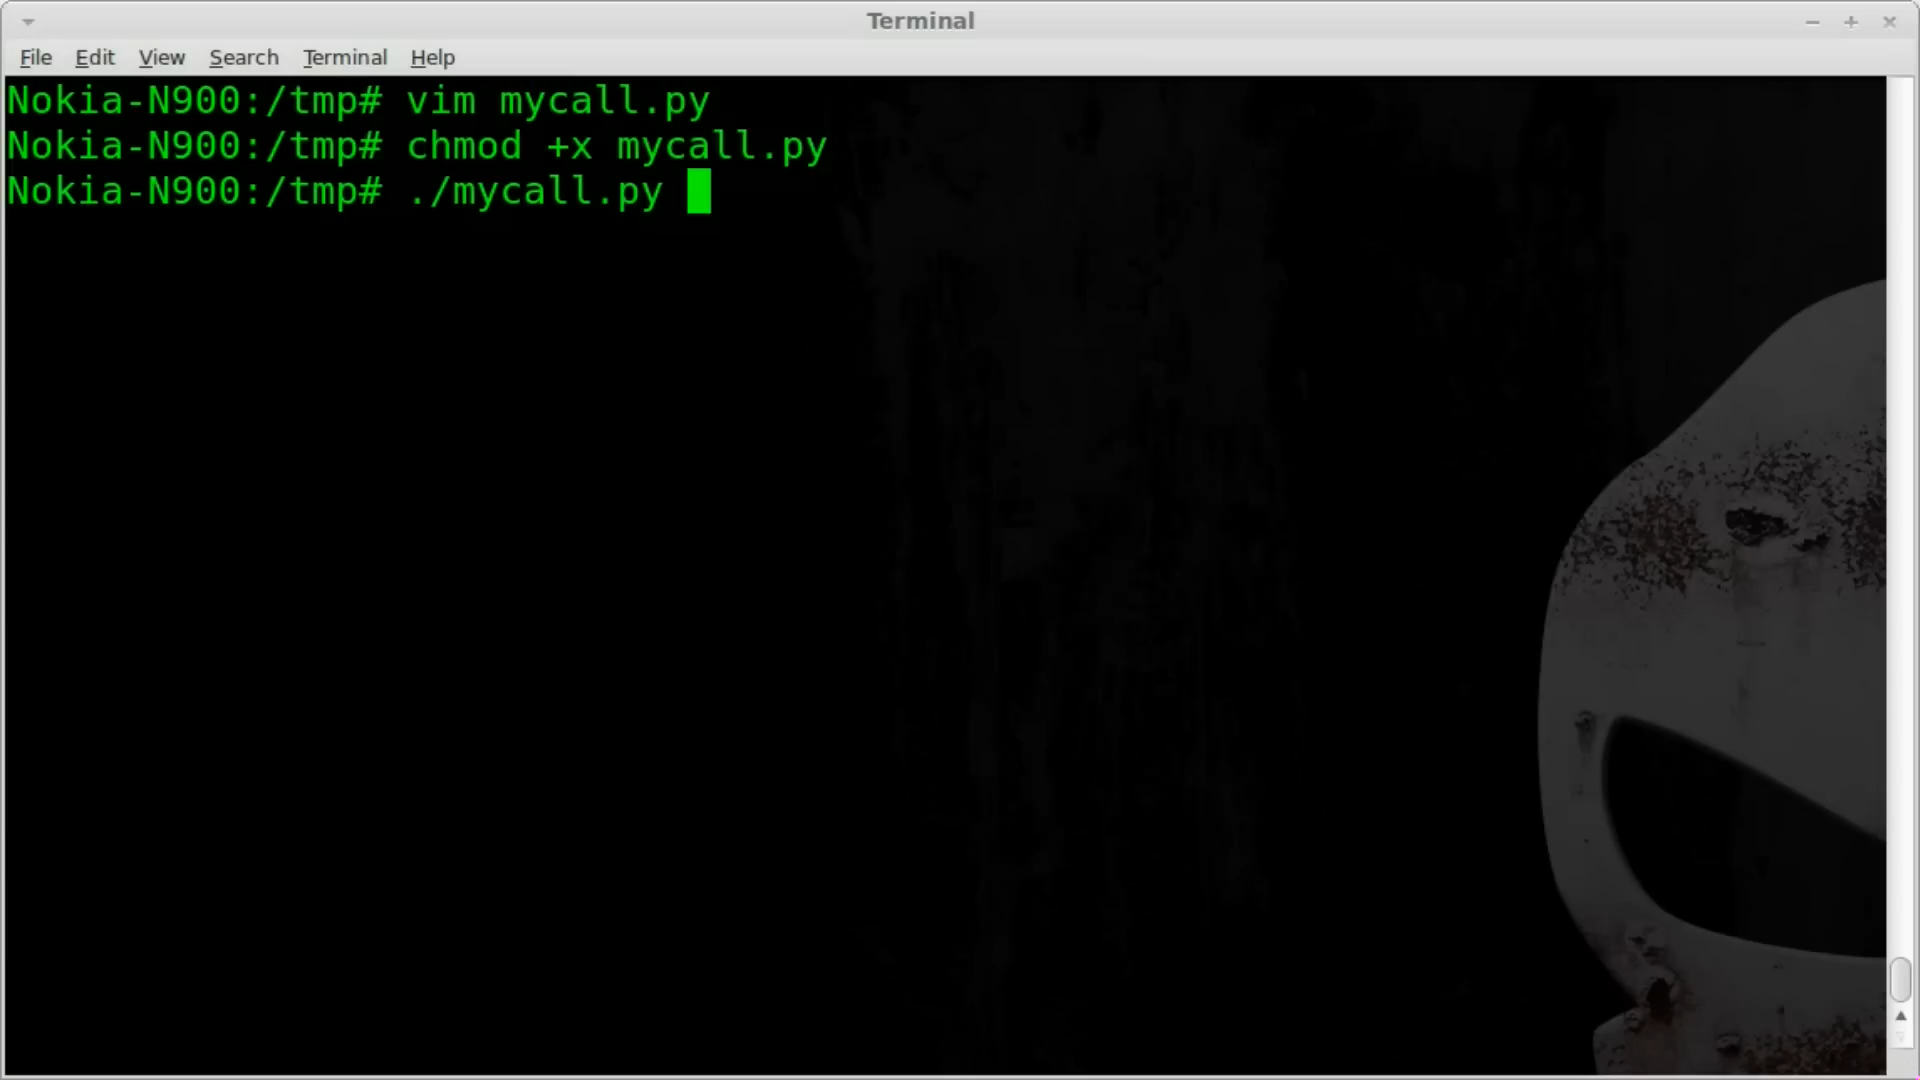 Terminal
File Edit View Search Terminal Help
Nokia-N900:/tmp# vim mycall.py
Nokia-N900:/tmp# chmod +x mycall.py
Nokia-N900:/tmp# ./mycall.py